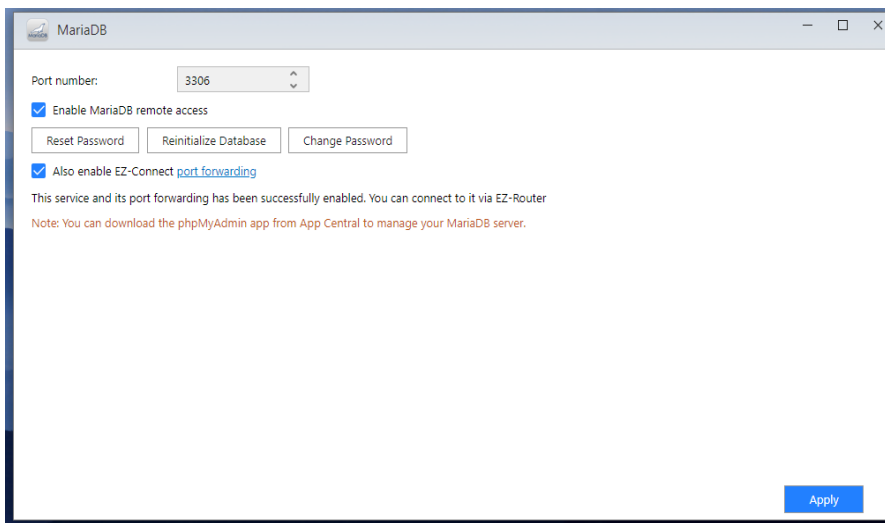 MariaDB
Port number:
3306
Enable MariaDB remote access
Reset Password Reinitialize Database Change Password
Also enable EZ-Connect port forwarding
This service and its port forwarding has been successfully enabled. You can connect to it via EZ-Router
Note: You can download the phpMyAdmin app from App Central to manage your MariaDB server.
Apply